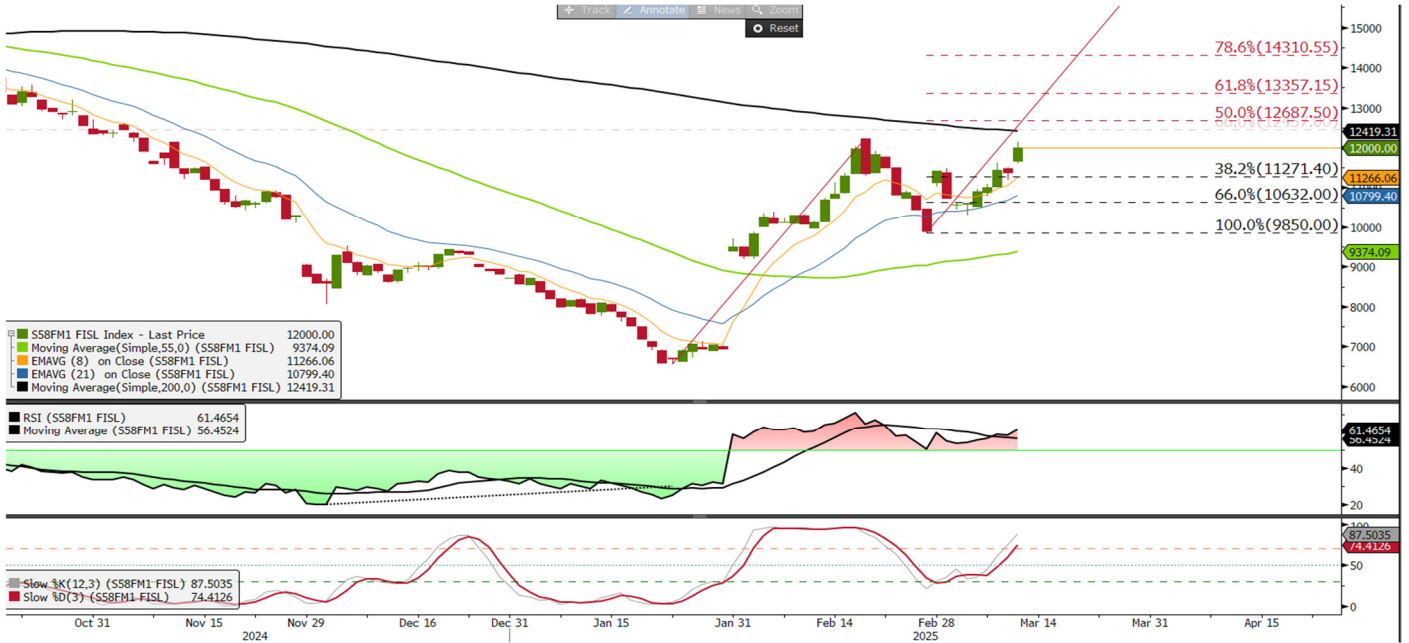 Track Annotate News Zoom
Reset
15000
78.6%(14310.55)
14000
61.8%(13357.15)
13000
50.0%(12687.50)
12419.31
12000.00
38.2%(11271.40)
11266.06
66.0%(10632.00)
10799.40
100.0%(9850.00)
10000
9374.09
9000
8000
7000
6000
S58FM1 FISL Index - Last Price 12000.00
Moving Average(Simple,55,0) (S58FM1 FISL) 9374.09
EMAVG (8) on Close (S58FM1 FISL) 11266.06
EMAVG (21) on Close (S58FM1 FISL) 10799.40
Moving Average(Simple,200,0) (S58FM1 FISL) 12419.31
RSI (S58FM1 FISL) 61.4654
Moving Average (S58FM1 FISL) 56.4524
61.4654
56.4524
40
20
100
87.5035
74.4126
50
0
Slow %K(12,3) (S58FM1 FISL) 87.5035
Slow %D(3) (S58FM1 FISL) 74.4126
Oct 31 Nov 15 Nov 29 Dec 16 Dec 31 Jan 15 Jan 31 Feb 14 Feb 28 Mar 14 Mar 31 Apr 15
2024 2025